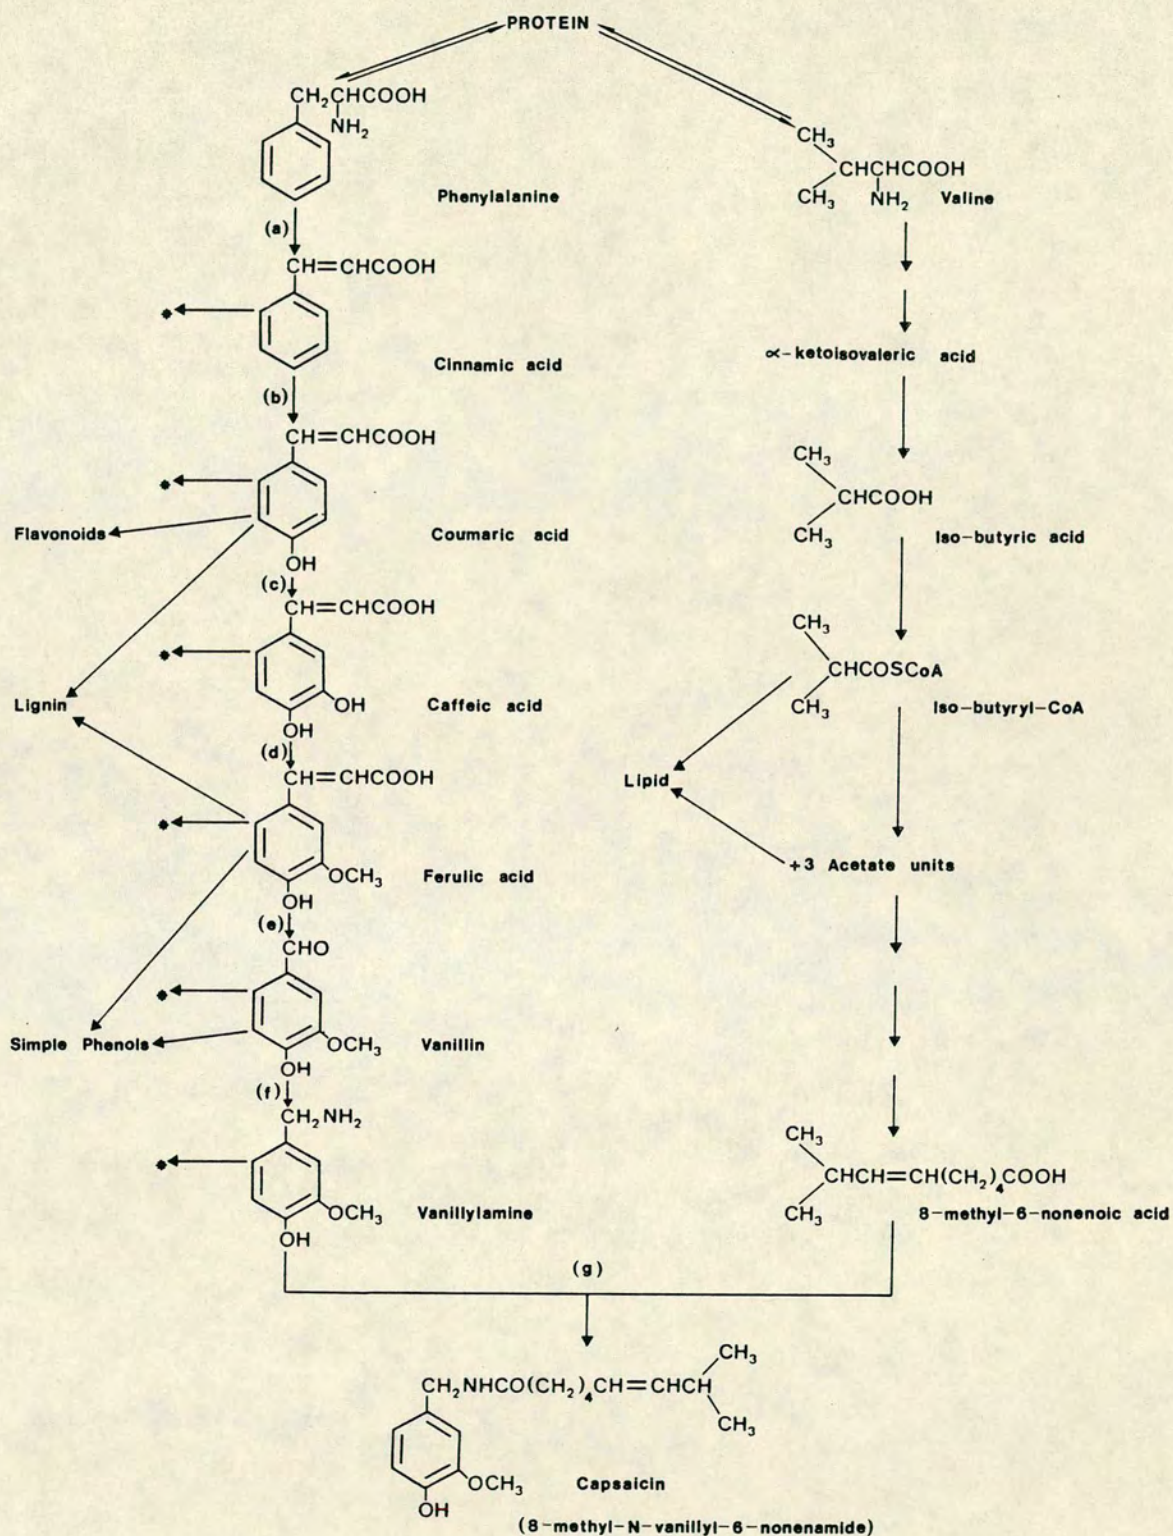 PROTEIN
CH2CHCOOH
NH2
Phenylalanine
(a)
CH=CHCOOH
*
Cinnamic acid
(b)
CH=CHCHCOOH
*
Flavonoids
Coumaric acid
OH
(c)
CH=CHCOOH
*
Lignin
OH
Caffeic acid
OH
(d)
CH=CHCOOH
*
OCH3
Ferulic acid
OH
(e)
CHO
*
Simple Phenols
OCH3
Vanillin
OH
(f)
CH2NH2
*
OCH3
Vanillylamine
OH
CH3
CHCHCOOH
CH3
NH2
Valine
∝-ketoisovaleric acid
CH3
CHCOOH
CH3
Iso-butyric acid
CH3
CHCOSCoA
CH3
Iso-butyryl-CoA
Lipid
+3 Acetate units
CH3
CHCH=CH(CH2)4COOH
CH3
8-methyl-6-nonenoic acid
(g)
CH3
CH2NHCO(CH2)4CH=CHCH
CH3
OCH3
Capsaicin
OH
(8-methyl-N-vanillyl-6-nonenamide)